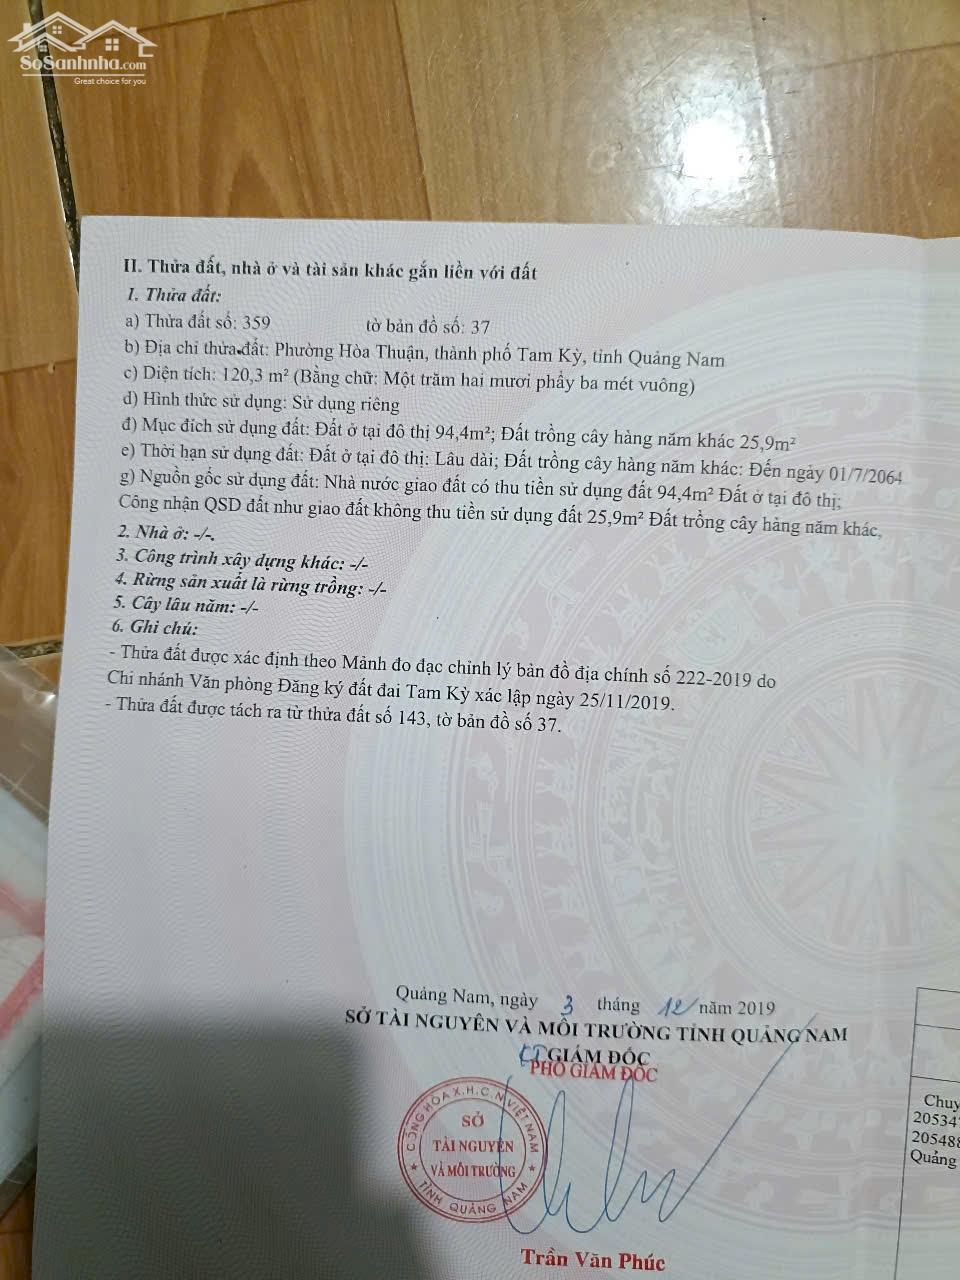 SoSanhnha.com
Great choice for you
II. Thửa đất, nhà ở và tài sản khác gắn liền với đất
1. Thửa đất:
a) Thửa đất số: 359 tờ bản đồ số: 37
b) Địa chỉ thửa đất: Phường Hòa Thuận, thành phố Tam Kỳ, tỉnh Quảng Nam
c) Diện tích: 120,3 m² (Bằng chữ: Một trăm hai mươi phẩy ba mét vuông)
d) Hình thức sử dụng: Sử dụng riêng
đ) Mục đích sử dụng đất: Đất ở tại đô thị 94,4m²; Đất trồng cây hàng năm khác 25,9m²
e) Thời hạn sử dụng đất: Đất ở tại đô thị: Lâu dài; Đất trồng cây hàng năm khác: Đến ngày 01/7/2064
g) Nguồn gốc sử dụng đất: Nhà nước giao đất có thu tiền sử dụng đất 94,4m² Đất ở tại đô thị;
Công nhận QSD đất như giao đất không thu tiền sử dụng đất 25,9m² Đất trồng cây hàng năm khác.
2. Nhà ở: -/-.
3. Công trình xây dựng khác: -/-
4. Rừng sản xuất là rừng trồng: -/-
5. Cây lâu năm: -/-
6. Ghi chú:
- Thửa đất được xác định theo Mảnh đo đạc chỉnh lý bản đồ địa chính số 222-2019 do
Chi nhánh Văn phòng Đăng ký đất đai Tam Kỳ xác lập ngày 25/11/2019.
- Thửa đất được tách ra từ thửa đất số 143, tờ bản đồ số 37.
Quảng Nam, ngày 3 tháng 12 năm 2019
SỞ TÀI NGUYÊN VÀ MÔI TRƯỜNG TỈNH QUẢNG NAM
KT GIÁM ĐỐC
PHÓ GIÁM ĐỐC
CỘNG HÒA X.H.C.N VIỆT NAM
SỞ
TÀI NGUYÊN
VÀ MÔI TRƯỜNG
TỈNH QUẢNG NAM
Trần Văn Phúc
Chuy
20534
205488
Quảng